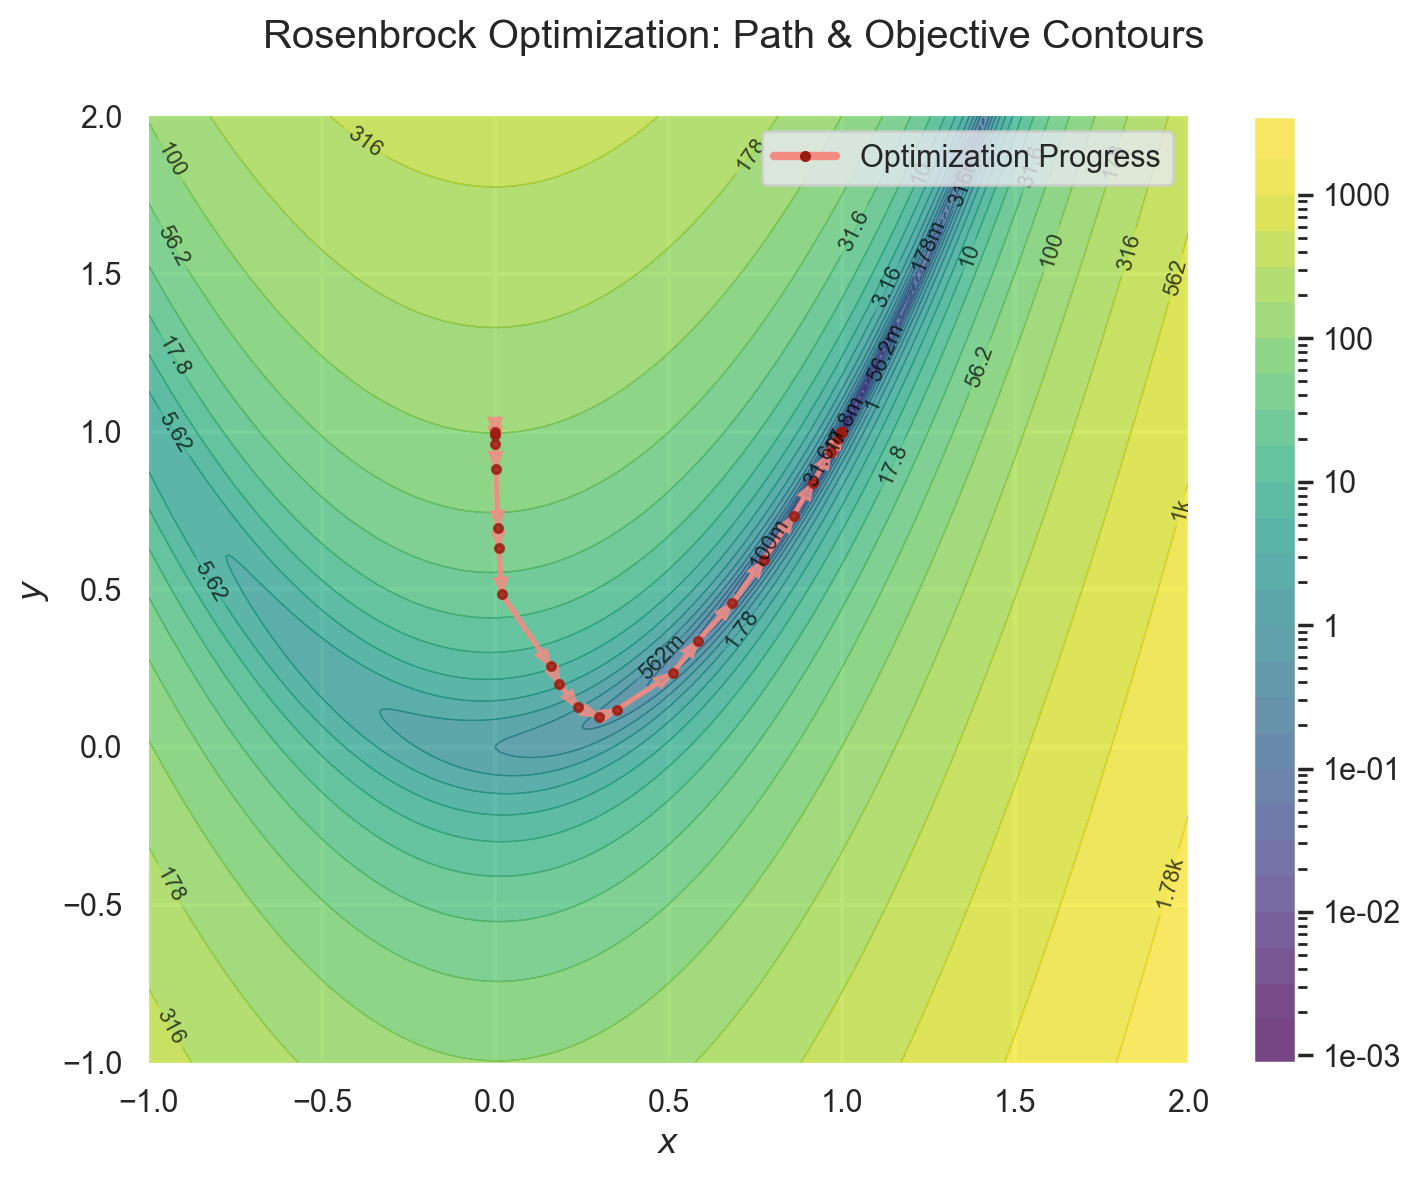 Rosenbrock Optimization: Path & Objective Contours
2.0
1.5
1.0
0.5
0.0
−0.5
−1.0
y
−1.0
−0.5
0.0
0.5
1.0
1.5
2.0
x
Optimization Progress
316
100
178
56.2
31.6
17.8
5.62
5.62
3.16
178m
10
100
316
562
56.2m
56.2
1
17.8
1k
100m
1.78
562m
1.78k
178
316
1000
100
10
1
1e-01
1e-02
1e-03